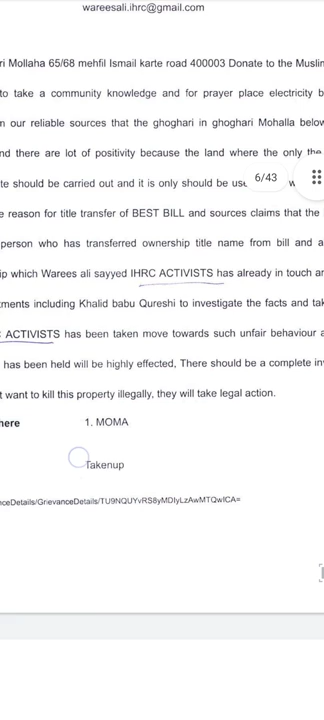 wareesali.ihrc@gmail.com
ri Mollaha 65/68 mehfil Ismail karte road 400003 Donate to the Muslim
to take a community knowledge and for prayer place electricity b
n our reliable sources that the ghoghari in ghoghari Mohalla below
nd there are lot of positivity because the land where the only the
te should be carried out and it is only should be use 6/43 w
e reason for title transfer of BEST BILL and sources claims that the
person who has transferred ownership title name from bill and a
ip which Warees ali sayyed IHRC ACTIVISTS has already in touch an
tments including Khalid babu Qureshi to investigate the facts and tak
ACTIVISTS has been taken move towards such unfair behaviour a
has been held will be highly effected, There should be a complete inv
t want to kill this property illegally, they will take legal action.
here 1. MOMA
Takenup
nceDetails/GrievanceDetails/TU9NQUYvRS8yMDIyLzAwMTQwICA=